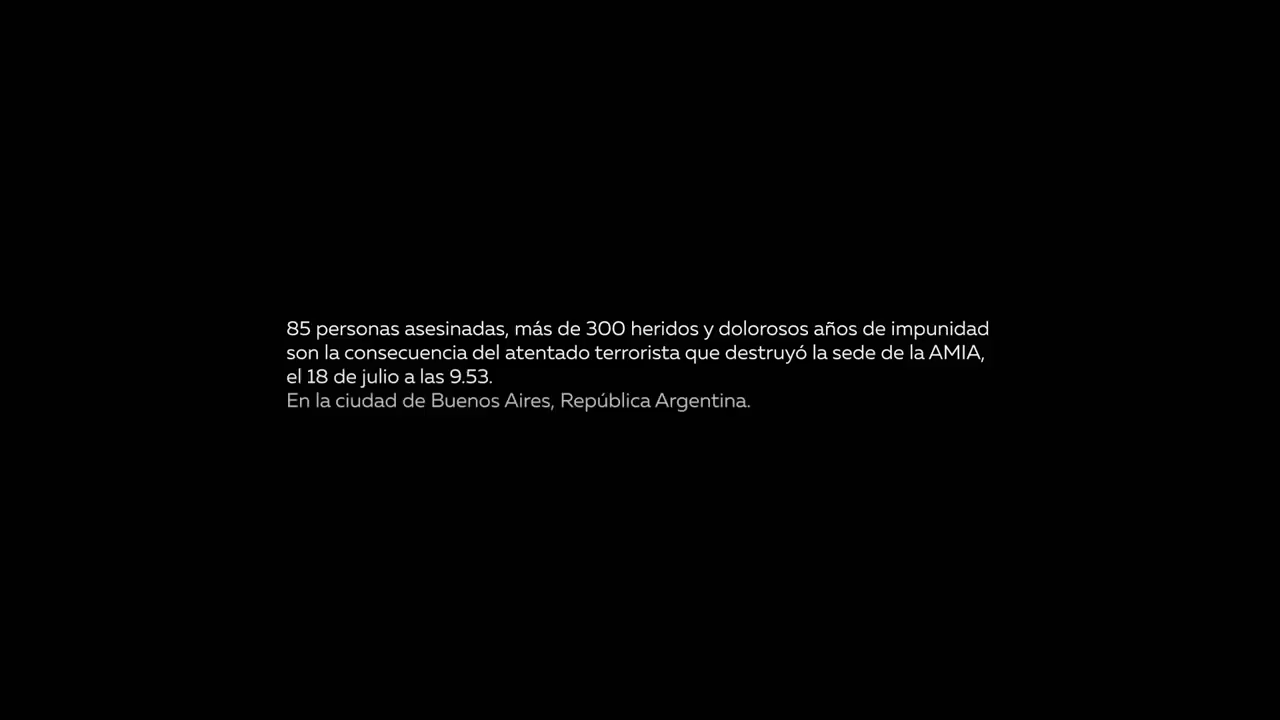 85 personas asesinadas, más de 300 heridos y dolorosos años de impunidad
son la consecuencia del atentado terrorista que destruyó la sede de la AMIA,
el 18 de julio a las 9.53.
En la ciudad de Buenos Aires, República Argentina.